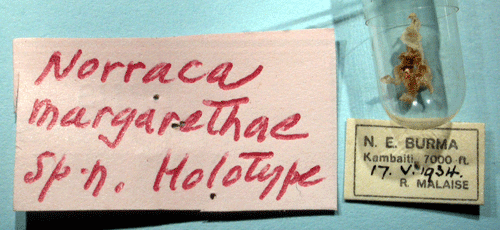 Norraca
margarethae
Sp.n. Holotype
N. E. BURMA
Kambaiti, 7000 ft.
17. V. 1934.
R. MALAISE